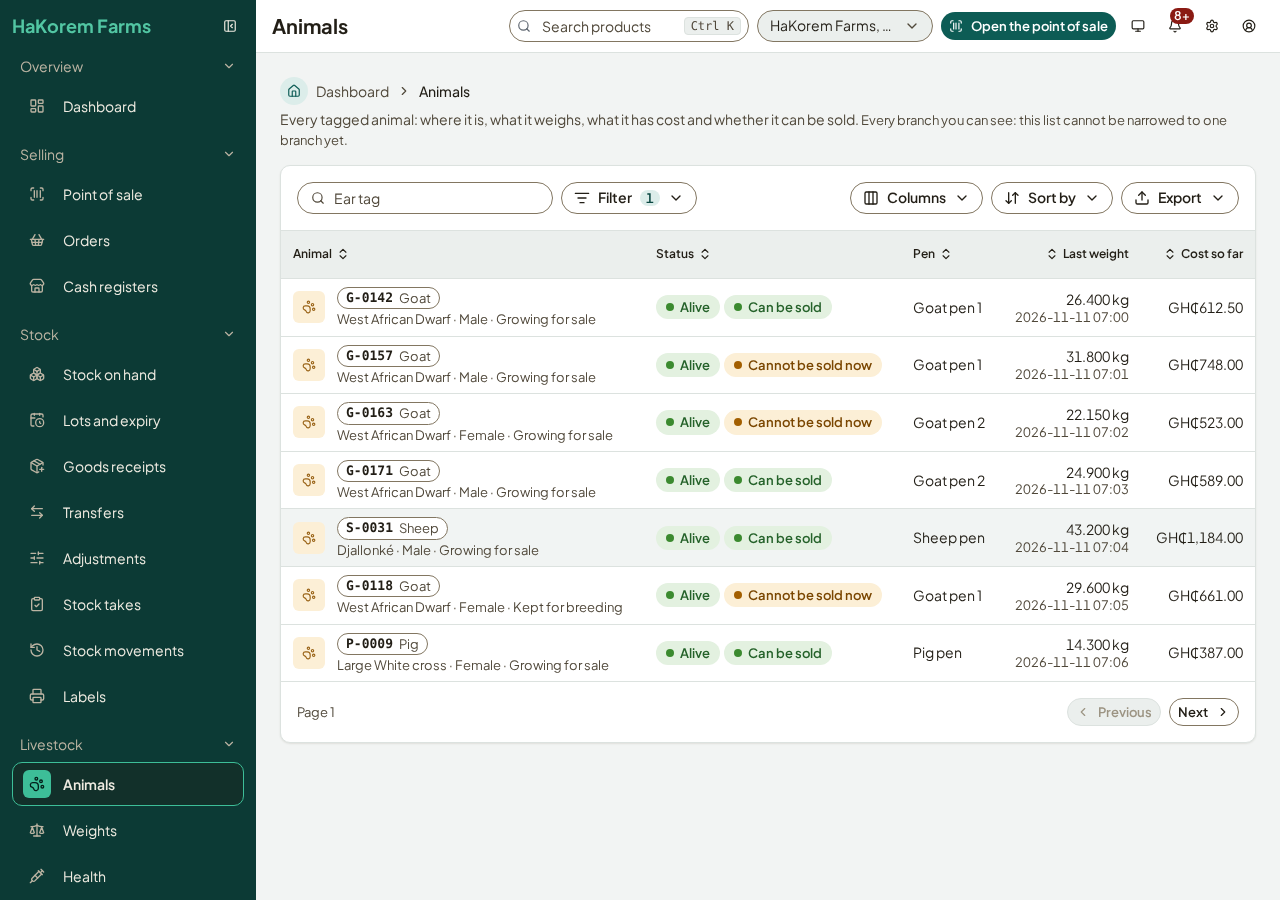 HaKorem Farms
Overview
Dashboard
Selling
Point of sale
Orders
Cash registers
Stock
Stock on hand
Lots and expiry
Goods receipts
Transfers
Adjustments
Stock takes
Stock movements
Labels
Livestock
Animals
Weights
Health
Animals
Search products Ctrl K
HaKorem Farms, ...
Open the point of sale
8+
Dashboard > Animals
Every tagged animal: where it is, what it weighs, what it has cost and whether it can be sold. Every branch you can see: this list cannot be narrowed to one
branch yet.
Ear tag
Filter 1
Columns
Sort by
Export
Animal Status Pen Last weight Cost so far
G-0142 Goat
West African Dwarf · Male · Growing for sale
Alive Can be sold Goat pen 1 26.400 kg
2026-11-11 07:00
GH₵612.50
G-0157 Goat
West African Dwarf · Male · Growing for sale
Alive Cannot be sold now Goat pen 1 31.800 kg
2026-11-11 07:01
GH₵748.00
G-0163 Goat
West African Dwarf · Female · Growing for sale
Alive Cannot be sold now Goat pen 2 22.150 kg
2026-11-11 07:02
GH₵523.00
G-0171 Goat
West African Dwarf · Male · Growing for sale
Alive Can be sold Goat pen 2 24.900 kg
2026-11-11 07:03
GH₵589.00
S-0031 Sheep
Djallonké · Male · Growing for sale
Alive Can be sold Sheep pen 43.200 kg
2026-11-11 07:04
GH₵1,184.00
G-0118 Goat
West African Dwarf · Female · Kept for breeding
Alive Cannot be sold now Goat pen 1 29.600 kg
2026-11-11 07:05
GH₵661.00
P-0009 Pig
Large White cross · Female · Growing for sale
Alive Can be sold Pig pen 14.300 kg
2026-11-11 07:06
GH₵387.00
Page 1
Previous
Next